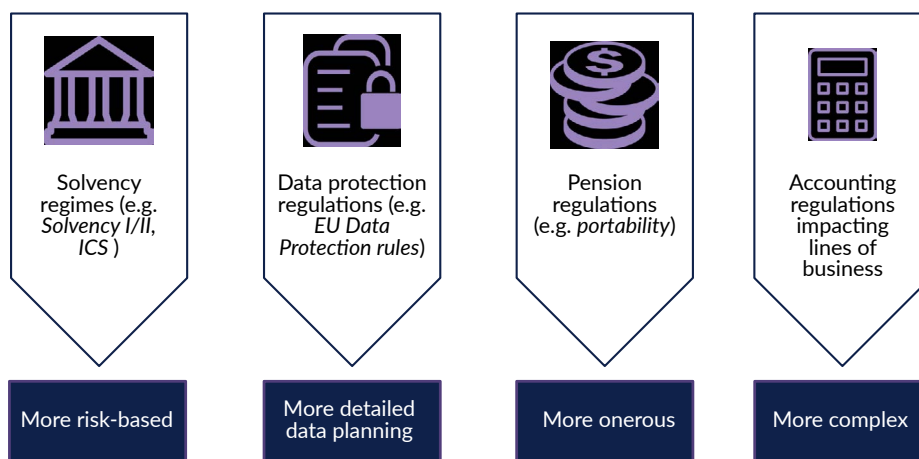 Solvency
regimes (e.g.
Solvency I/II,
ICS )
Data protection
regulations (e.g.
EU Data
Protection rules)
$
Pension
regulations
(e.g. portability)
Accounting
regulations
impacting
lines of
business
More risk-based
More detailed
data planning
More onerous
More complex